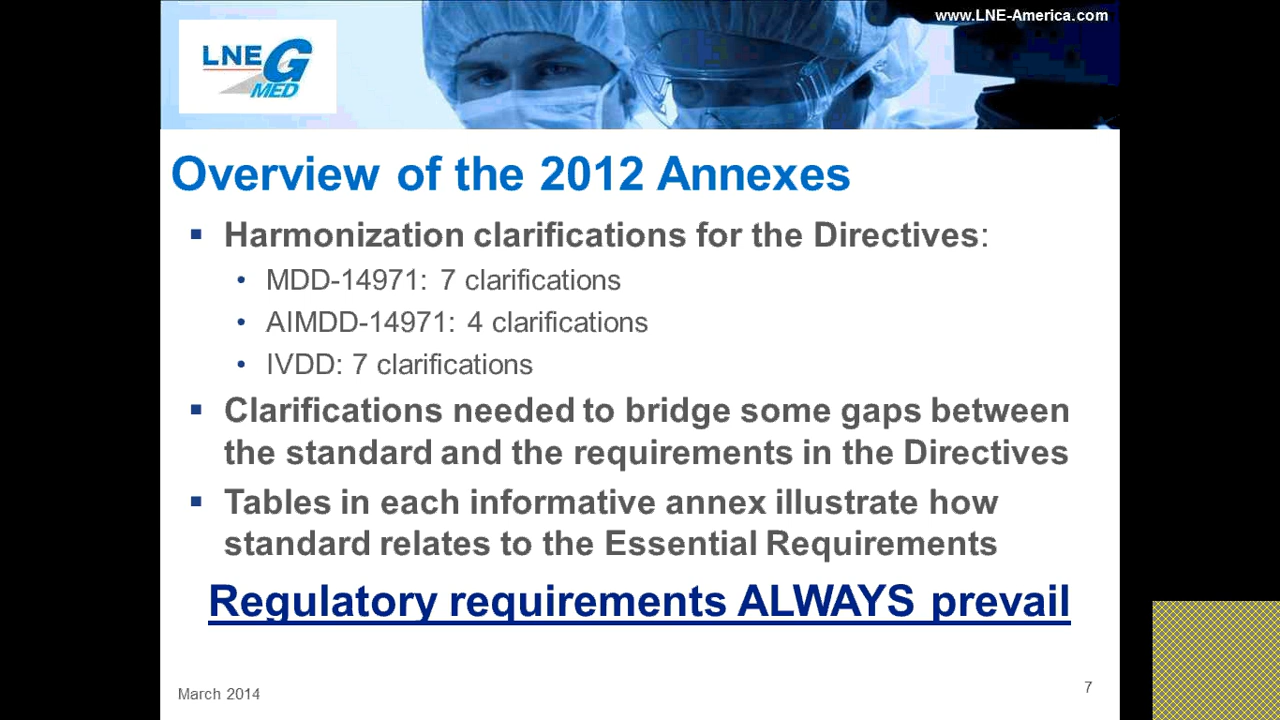 www.LNE-America.com
LNE G
MED
Overview of the 2012 Annexes
▪ Harmonization clarifications for the Directives:
• MDD-14971: 7 clarifications
• AIMDD-14971: 4 clarifications
• IVDD: 7 clarifications
▪ Clarifications needed to bridge some gaps between
the standard and the requirements in the Directives
▪ Tables in each informative annex illustrate how
standard relates to the Essential Requirements
Regulatory requirements ALWAYS prevail
March 2014
7